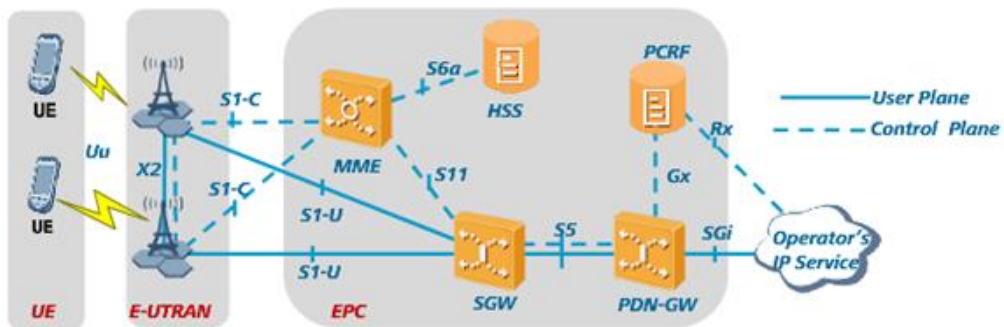 UE
UE
Uu
X2
S1-C
S1-C
S1-U
S1-U
MME
S6a
HSS
S11
SGW
S5
PCRF
Gx
Rx
PDN-GW
SGi
Operator's
IP Service
User Plane
Control Plane
UE
E-UTRAN
EPC